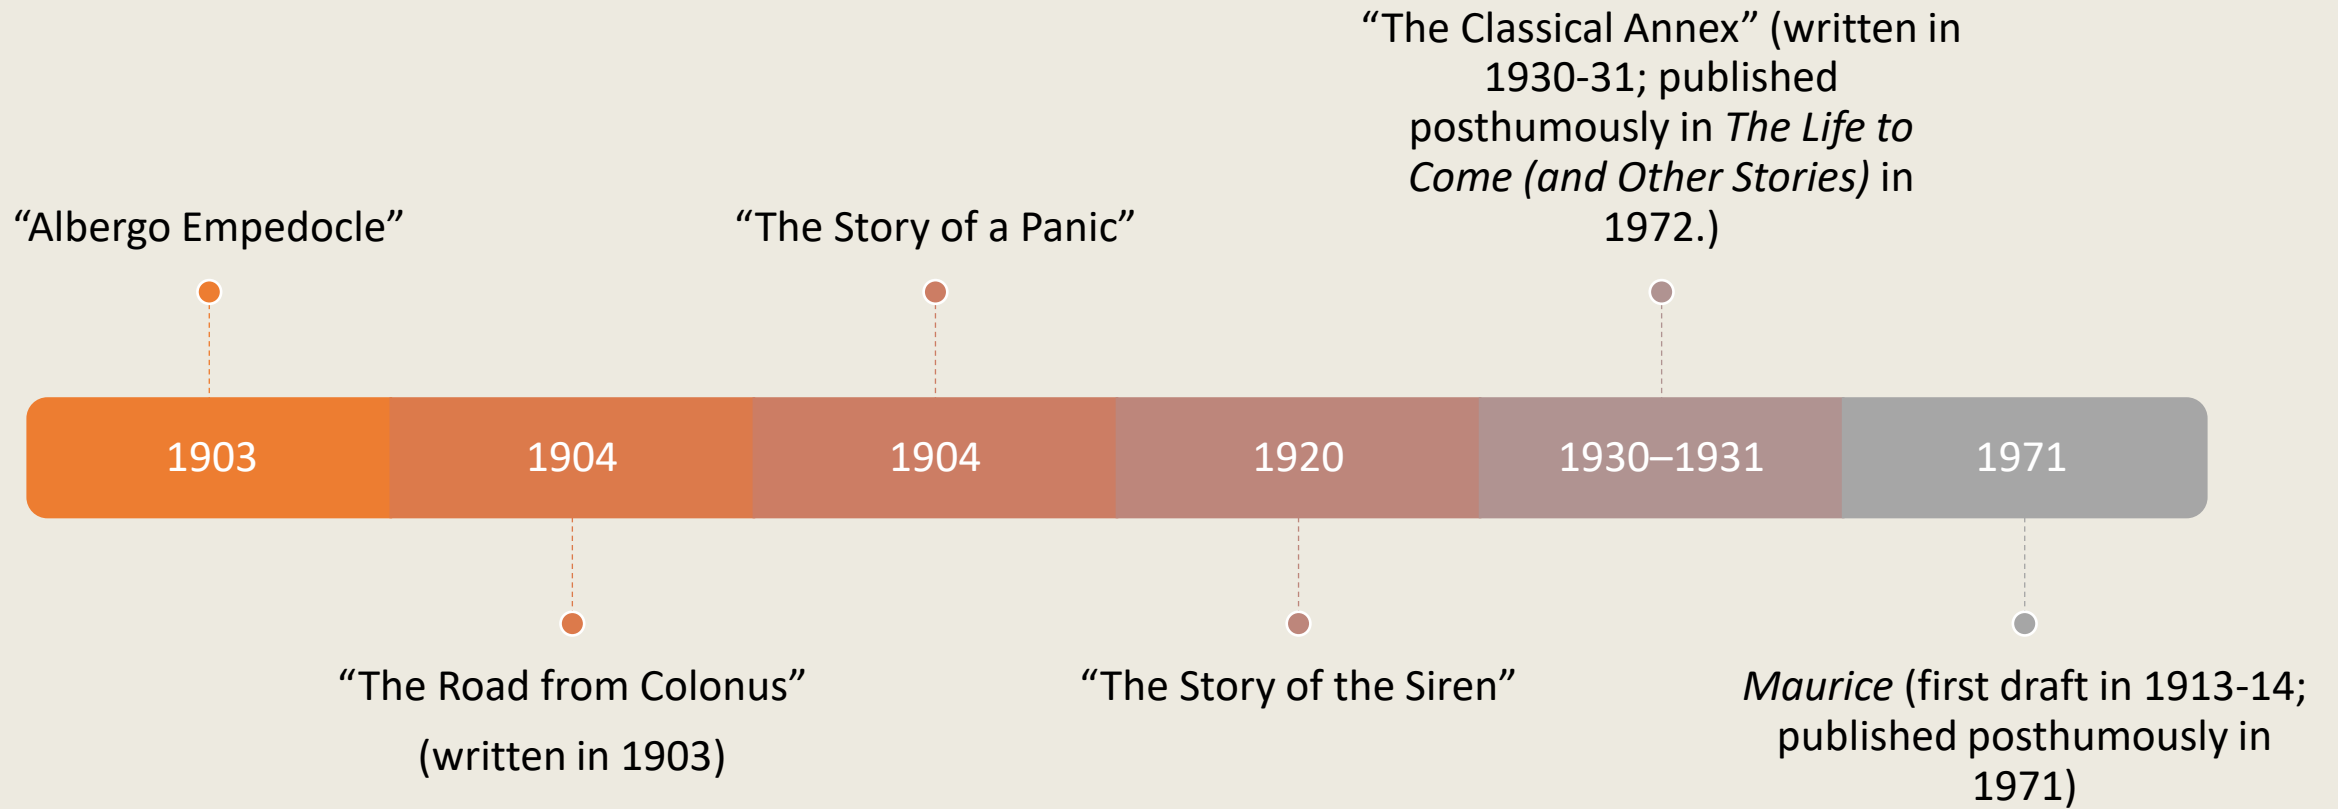 “The Classical Annex” (written in
1930-31; published
posthumously in The Life to
Come (and Other Stories) in
1972.)
“Albergo Empedocle”
“The Story of a Panic”
1903
1904
1904
1920
1930–1931
1971
“The Road from Colonus”
(written in 1903)
“The Story of the Siren”
Maurice (first draft in 1913-14;
published posthumously in
1971)